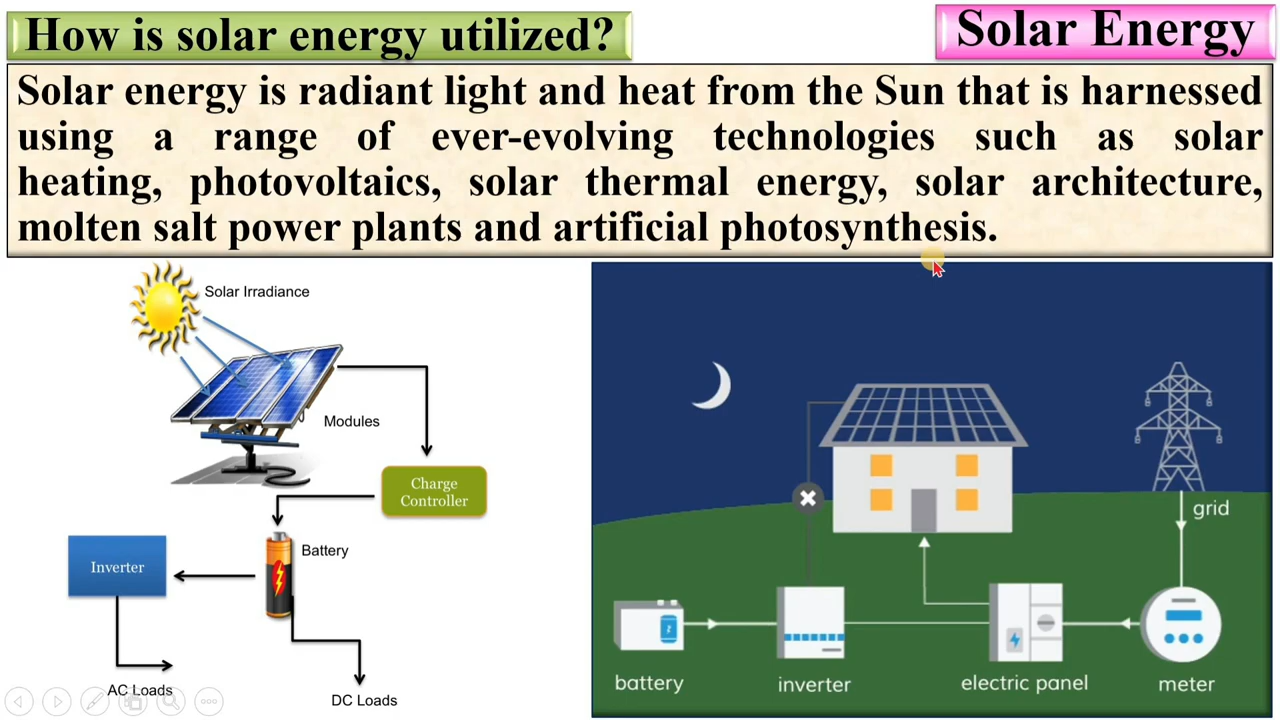 How is solar energy utilized?
Solar Energy
Solar energy is radiant light and heat from the Sun that is harnessed
using a range of ever-evolving technologies such as solar
heating, photovoltaics, solar thermal energy, solar architecture,
molten salt power plants and artificial photosynthesis.
Solar Irradiance
Modules
Charge
Controller
Battery
Inverter
AC Loads
DC Loads
grid
battery
inverter
electric panel
meter